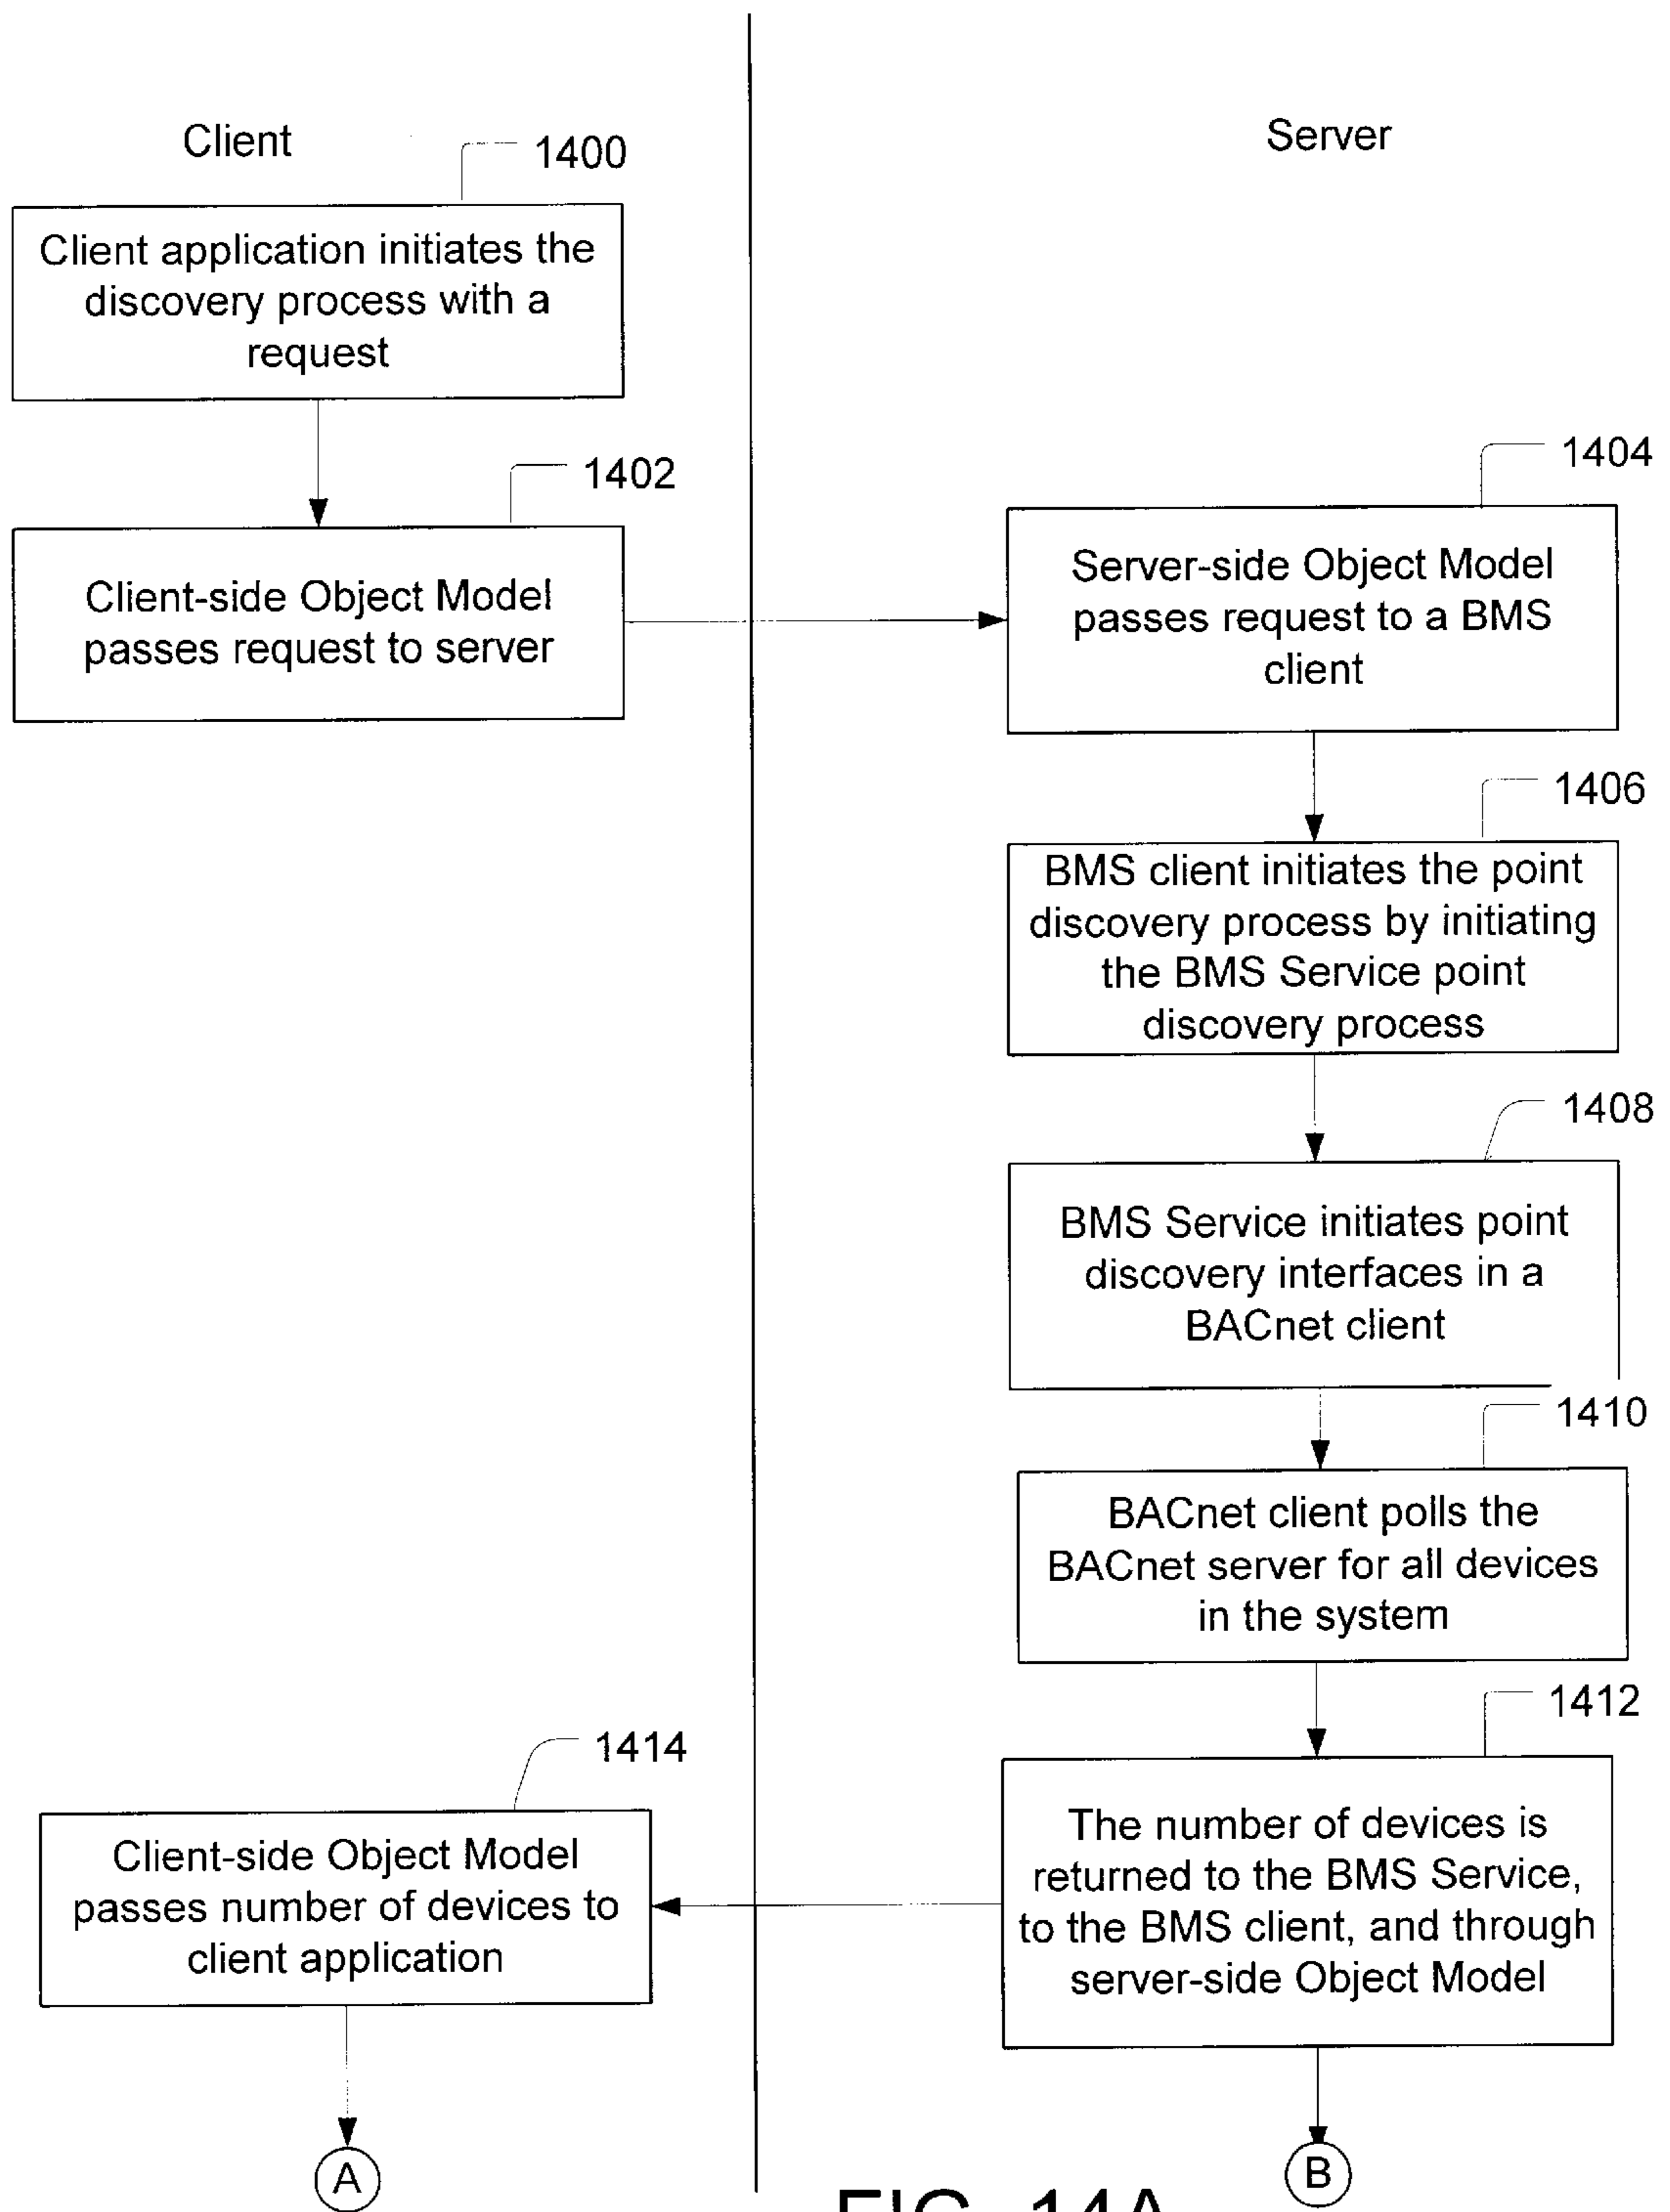 Client
Server
1400
Client application initiates the
discovery process with a
request
1402
Client-side Object Model
passes request to server
1404
Server-side Object Model
passes request to a BMS
client
1406
BMS client initiates the point
discovery process by initiating
the BMS Service point
discovery process
1408
BMS Service initiates point
discovery interfaces in a
BACnet client
1410
BACnet client polls the
BACnet server for all devices
in the system
1412
The number of devices is
returned to the BMS Service,
to the BMS client, and through
server-side Object Model
1414
Client-side Object Model
passes number of devices to
client application
A
B
FIG. 14A